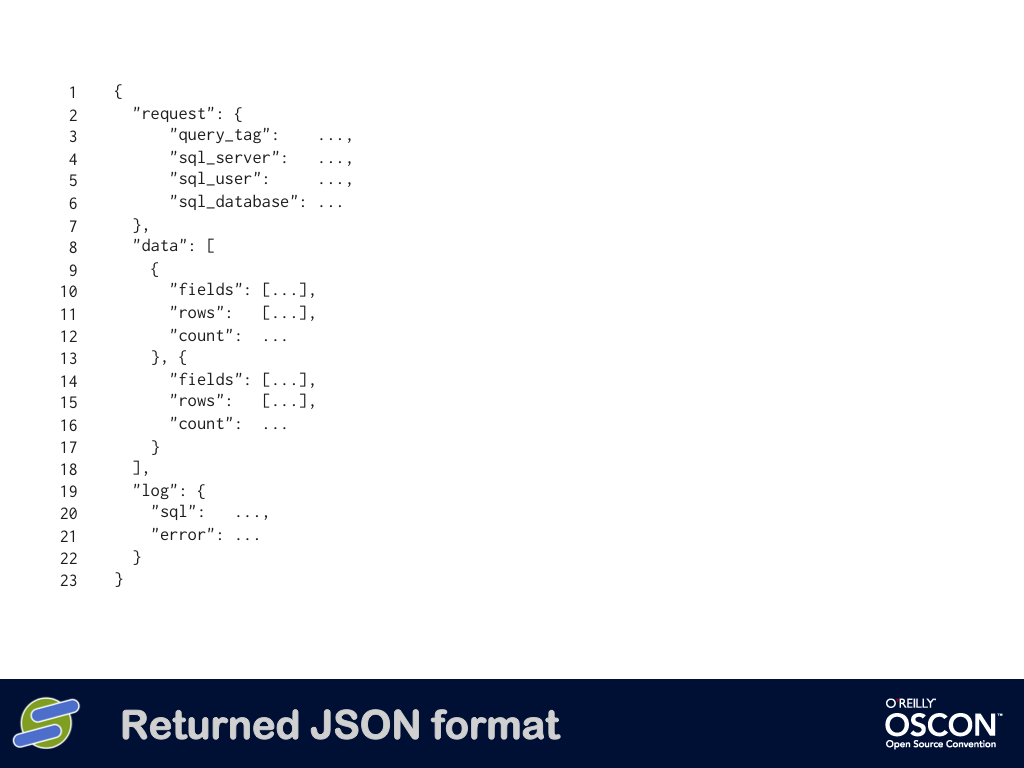 1 {
2   "request": {
3       "query_tag":    ...,
4       "sql_server":   ...,
5       "sql_user":     ...,
6       "sql_database": ...
7   },
8   "data": [
9     {
10       "fields": [...],
11       "rows":   [...],
12       "count":  ...
13     }, {
14       "fields": [...],
15       "rows":   [...],
16       "count":  ...
17     }
18   ],
19   "log": {
20     "sql":   ...,
21     "error": ...
22   }
23 }
Returned JSON format
O REILLY
OSCON™
Open Source Convention